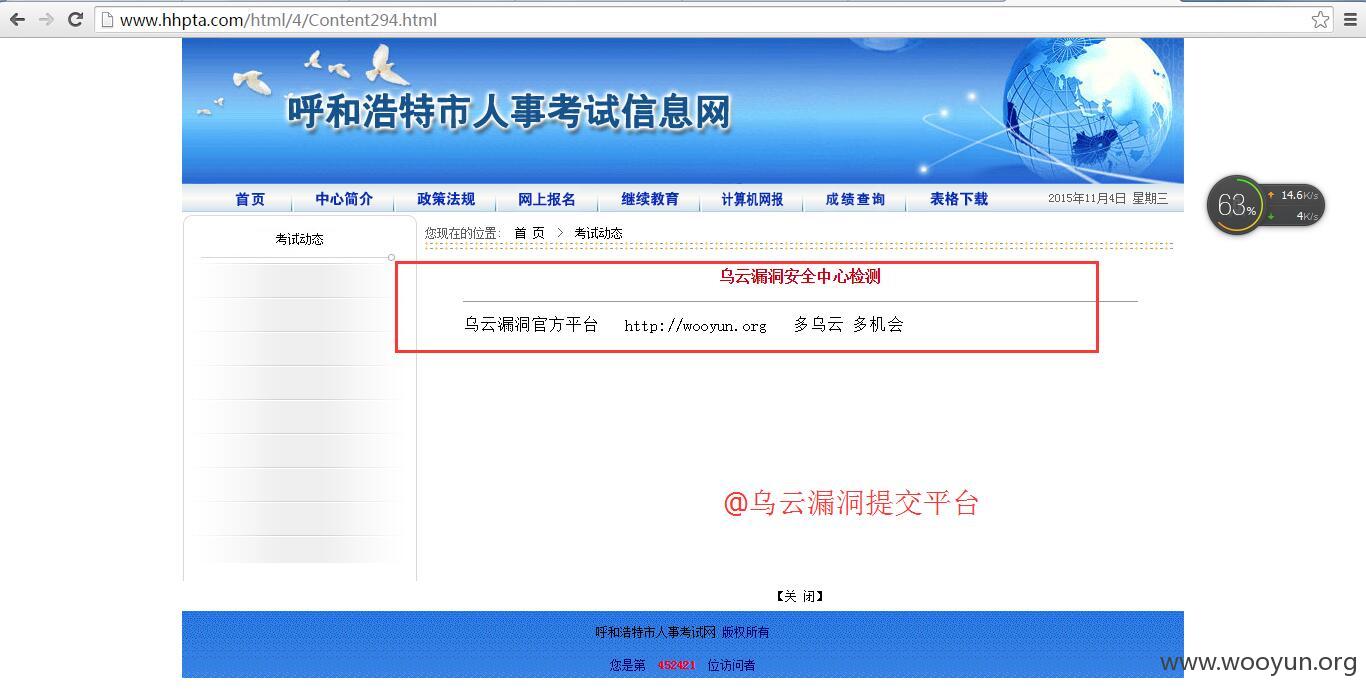 www.hhpta.com/html/4/Content294.html
呼和浩特市人事考试信息网
首页 中心简介 政策法规 网上报名 继续教育 计算机网报 成绩查询 表格下载 2015年11月4日 星期三
63% 14.6K/s
4K/s
考试动态
您现在的位置: 首 页 > 考试动态
乌云漏洞安全中心检测
乌云漏洞官方平台 http://wooyun.org 多乌云 多机会
@乌云漏洞提交平台
【关 闭】
呼和浩特市人事考试网 版权所有
您是第 452421 位访问者
www.wooyun.org